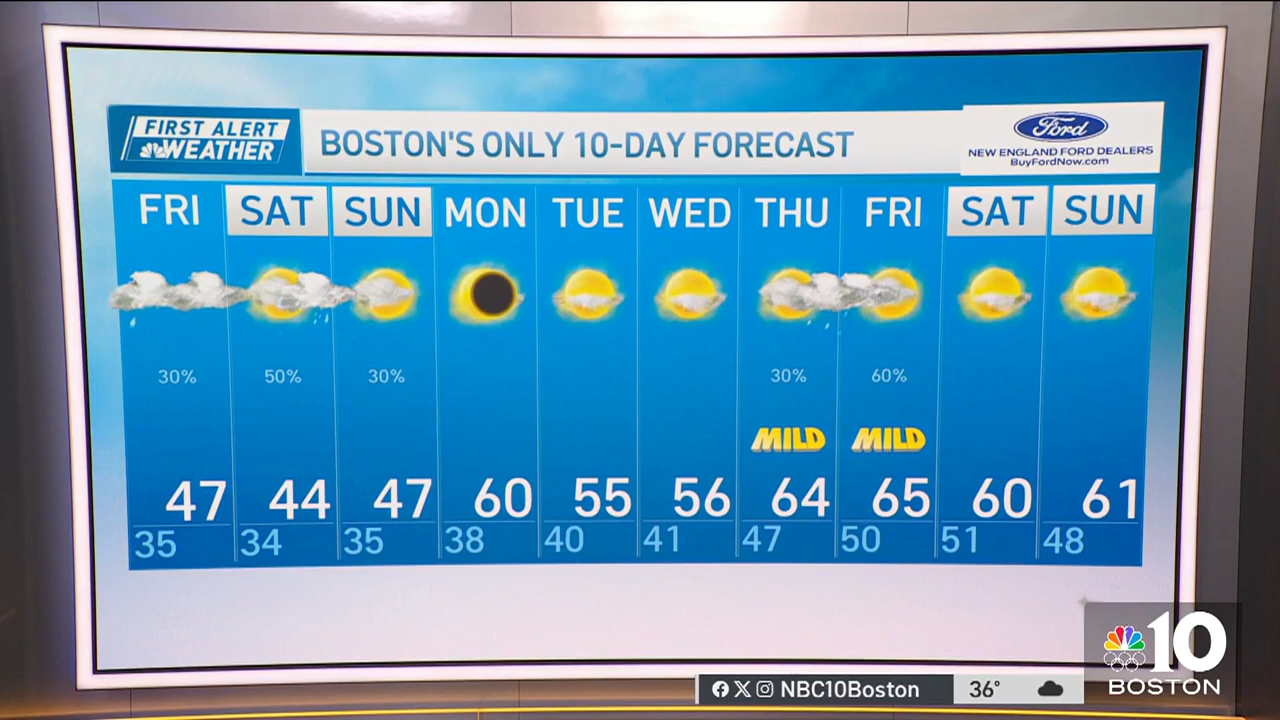 FIRST ALERT
WEATHER
BOSTON'S ONLY 10-DAY FORECAST
Ford
NEW ENGLAND FORD DEALERS
BuyFordNow.com
FRI SAT SUN MON TUE WED THU FRI SAT SUN
30% 50% 30% 30% 60%
MILD MILD
47 44 47 60 55 56 64 65 60 61
35 34 35 38 40 41 47 50 51 48
NBC10Boston 36°
10
BOSTON